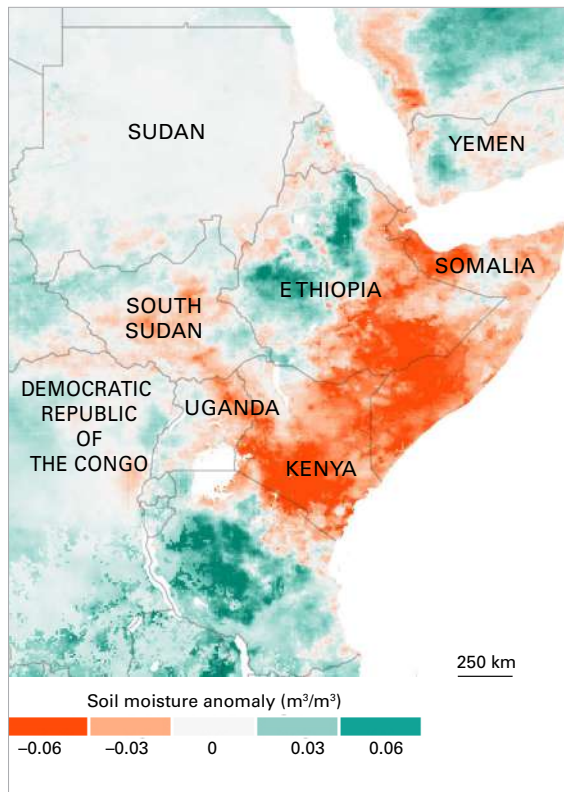 SUDAN
YEMEN
SOMALIA
ETHIOPIA
SOUTH
SUDAN
DEMOCRATIC
REPUBLIC
OF
THE CONGO
UGANDA
KENYA
250 km
Soil moisture anomaly (m³/m³)
–0.06 –0.03 0 0.03 0.06